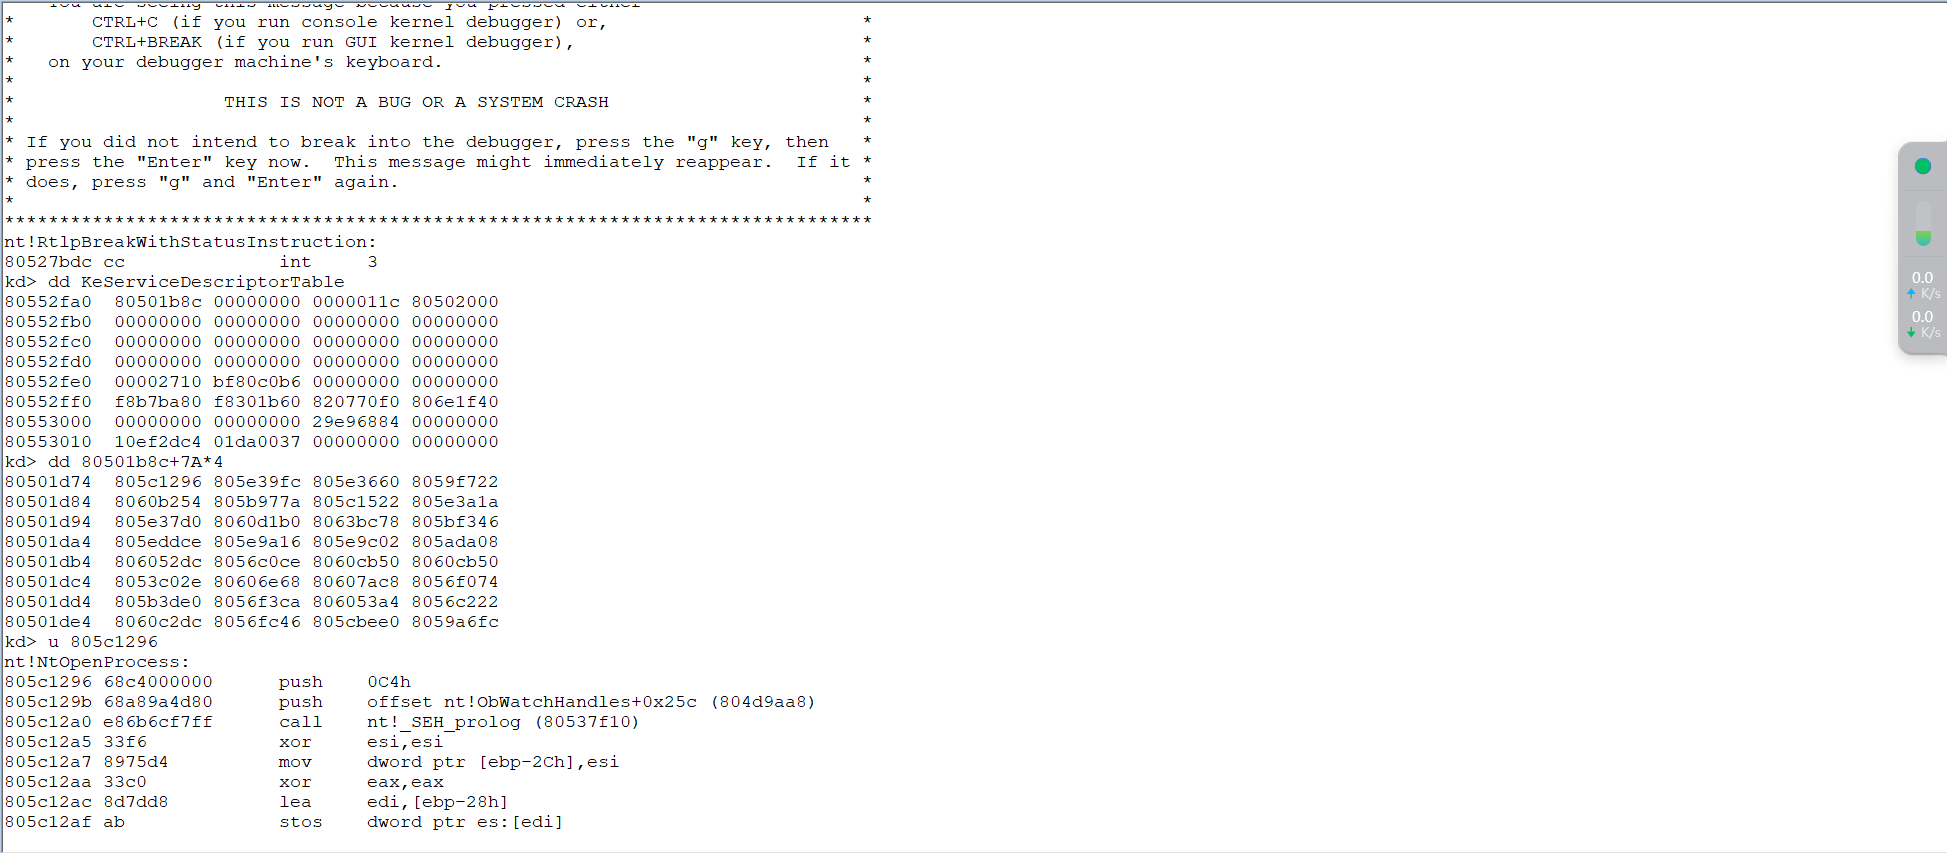 You are seeing this message because you pressed either
*       CTRL+C (if you run console kernel debugger) or,                        *
*       CTRL+BREAK (if you run GUI kernel debugger),                           *
*   on your debugger machine's keyboard.                                       *
*                                                                              *
*                   THIS IS NOT A BUG OR A SYSTEM CRASH                        *
*                                                                              *
* If you did not intend to break into the debugger, press the "g" key, then   *
* press the "Enter" key now.  This message might immediately reappear.  If it *
* does, press "g" and "Enter" again.                                           *
*                                                                              *
*******************************************************************************
nt!RtlpBreakWithStatusInstruction:
80527bdc cc              int     3
kd> dd KeServiceDescriptorTable
80552fa0  80501b8c 00000000 0000011c 80502000
80552fb0  00000000 00000000 00000000 00000000
80552fc0  00000000 00000000 00000000 00000000
80552fd0  00000000 00000000 00000000 00000000
80552fe0  00002710 bf80c0b6 00000000 00000000
80552ff0  f8b7ba80 f8301b60 820770f0 806e1f40
80553000  00000000 00000000 29e96884 00000000
80553010  10ef2dc4 01da0037 00000000 00000000
kd> dd 80501b8c+7A*4
80501d74  805c1296 805e39fc 805e3660 8059f722
80501d84  8060b254 805b977a 805c1522 805e3a1a
80501d94  805e37d0 8060d1b0 8063bc78 805bf346
80501da4  805eddce 805e9a16 805e9c02 805ada08
80501db4  806052dc 8056c0ce 8060cb50 8060cb50
80501dc4  8053c02e 80606e68 80607ac8 8056f074
80501dd4  805b3de0 8056f3ca 806053a4 8056c222
80501de4  8060c2dc 8056fc46 805cbee0 8059a6fc
kd> u 805c1296
nt!NtOpenProcess:
805c1296 68c4000000      push    0C4h
805c129b 68a89a4d80      push    offset nt!ObWatchHandles+0x25c (804d9aa8)
805c12a0 e86b6cf7ff      call    nt!_SEH_prolog (80537f10)
805c12a5 33f6            xor     esi,esi
805c12a7 8975d4          mov     dword ptr [ebp-2Ch],esi
805c12aa 33c0            xor     eax,eax
805c12ac 8d7dd8          lea     edi,[ebp-28h]
805c12af ab              stos    dword ptr es:[edi]
0.0
K/s
0.0
K/s